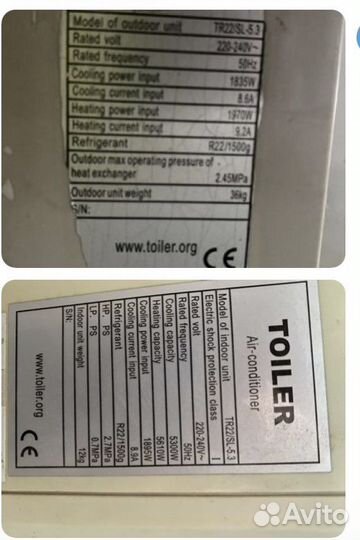 Model of outdoor unit TR22/SL-5.3
Rated volt 220-240V~
Rated frequency 50Hz
Cooling power input 1835W
Cooling current input 8.6A
Heating power input 1970W
Heating current input 9.2A
Refrigerant R22/1500g
Outdoor max operating pressure of
heat exchanger 2.45MPa
Outdoor unit weight 36kg
S/N:
www.toiler.org CE
TOILER
Air-conditioner
Model of indoor unit TR22/SL-5.3
Electric shock protection class I
Rated volt 220-240V~
Rated frequency 50Hz
Cooling capacity 5300W
Heating capacity 5610W
Cooling power input 1895W
Cooling current input 8.9A
Refrigerant R22/1500g
HP. PS 2.7MPa
LP. PS 0.7MPa
Indoor unit weight 12kg
S/N:
www.toiler.org CE
Avito